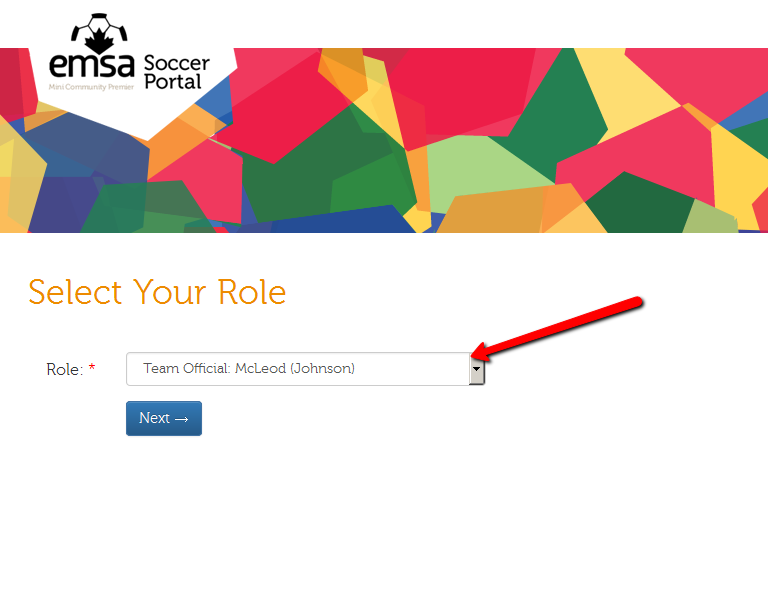 emsa
Mini Community Premier
Soccer
Portal
Select Your Role
Role: *
Team Official: McLeod (Johnson)
Next →